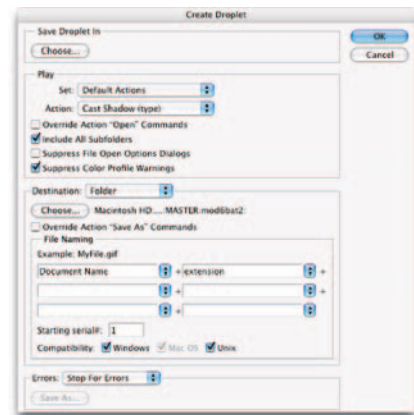 Create Droplet
Save Droplet In
Choose...
OK
Cancel
Play
Set: Default Actions
Action: Cast Shadow (type)
Override Action "Open" Commands
Include All Subfolders
Suppress File Open Options Dialogs
Suppress Color Profile Warnings
Destination: Folder
Choose... Macintosh HD...:MASTER:mod6bat2:
Override Action "Save As" Commands
File Naming
Example: MyFile.gif
Document Name + extension +
+ +
+
Starting serial#: 1
Compatibility: Windows Mac OS Unix
Errors: Stop For Errors
Save As...